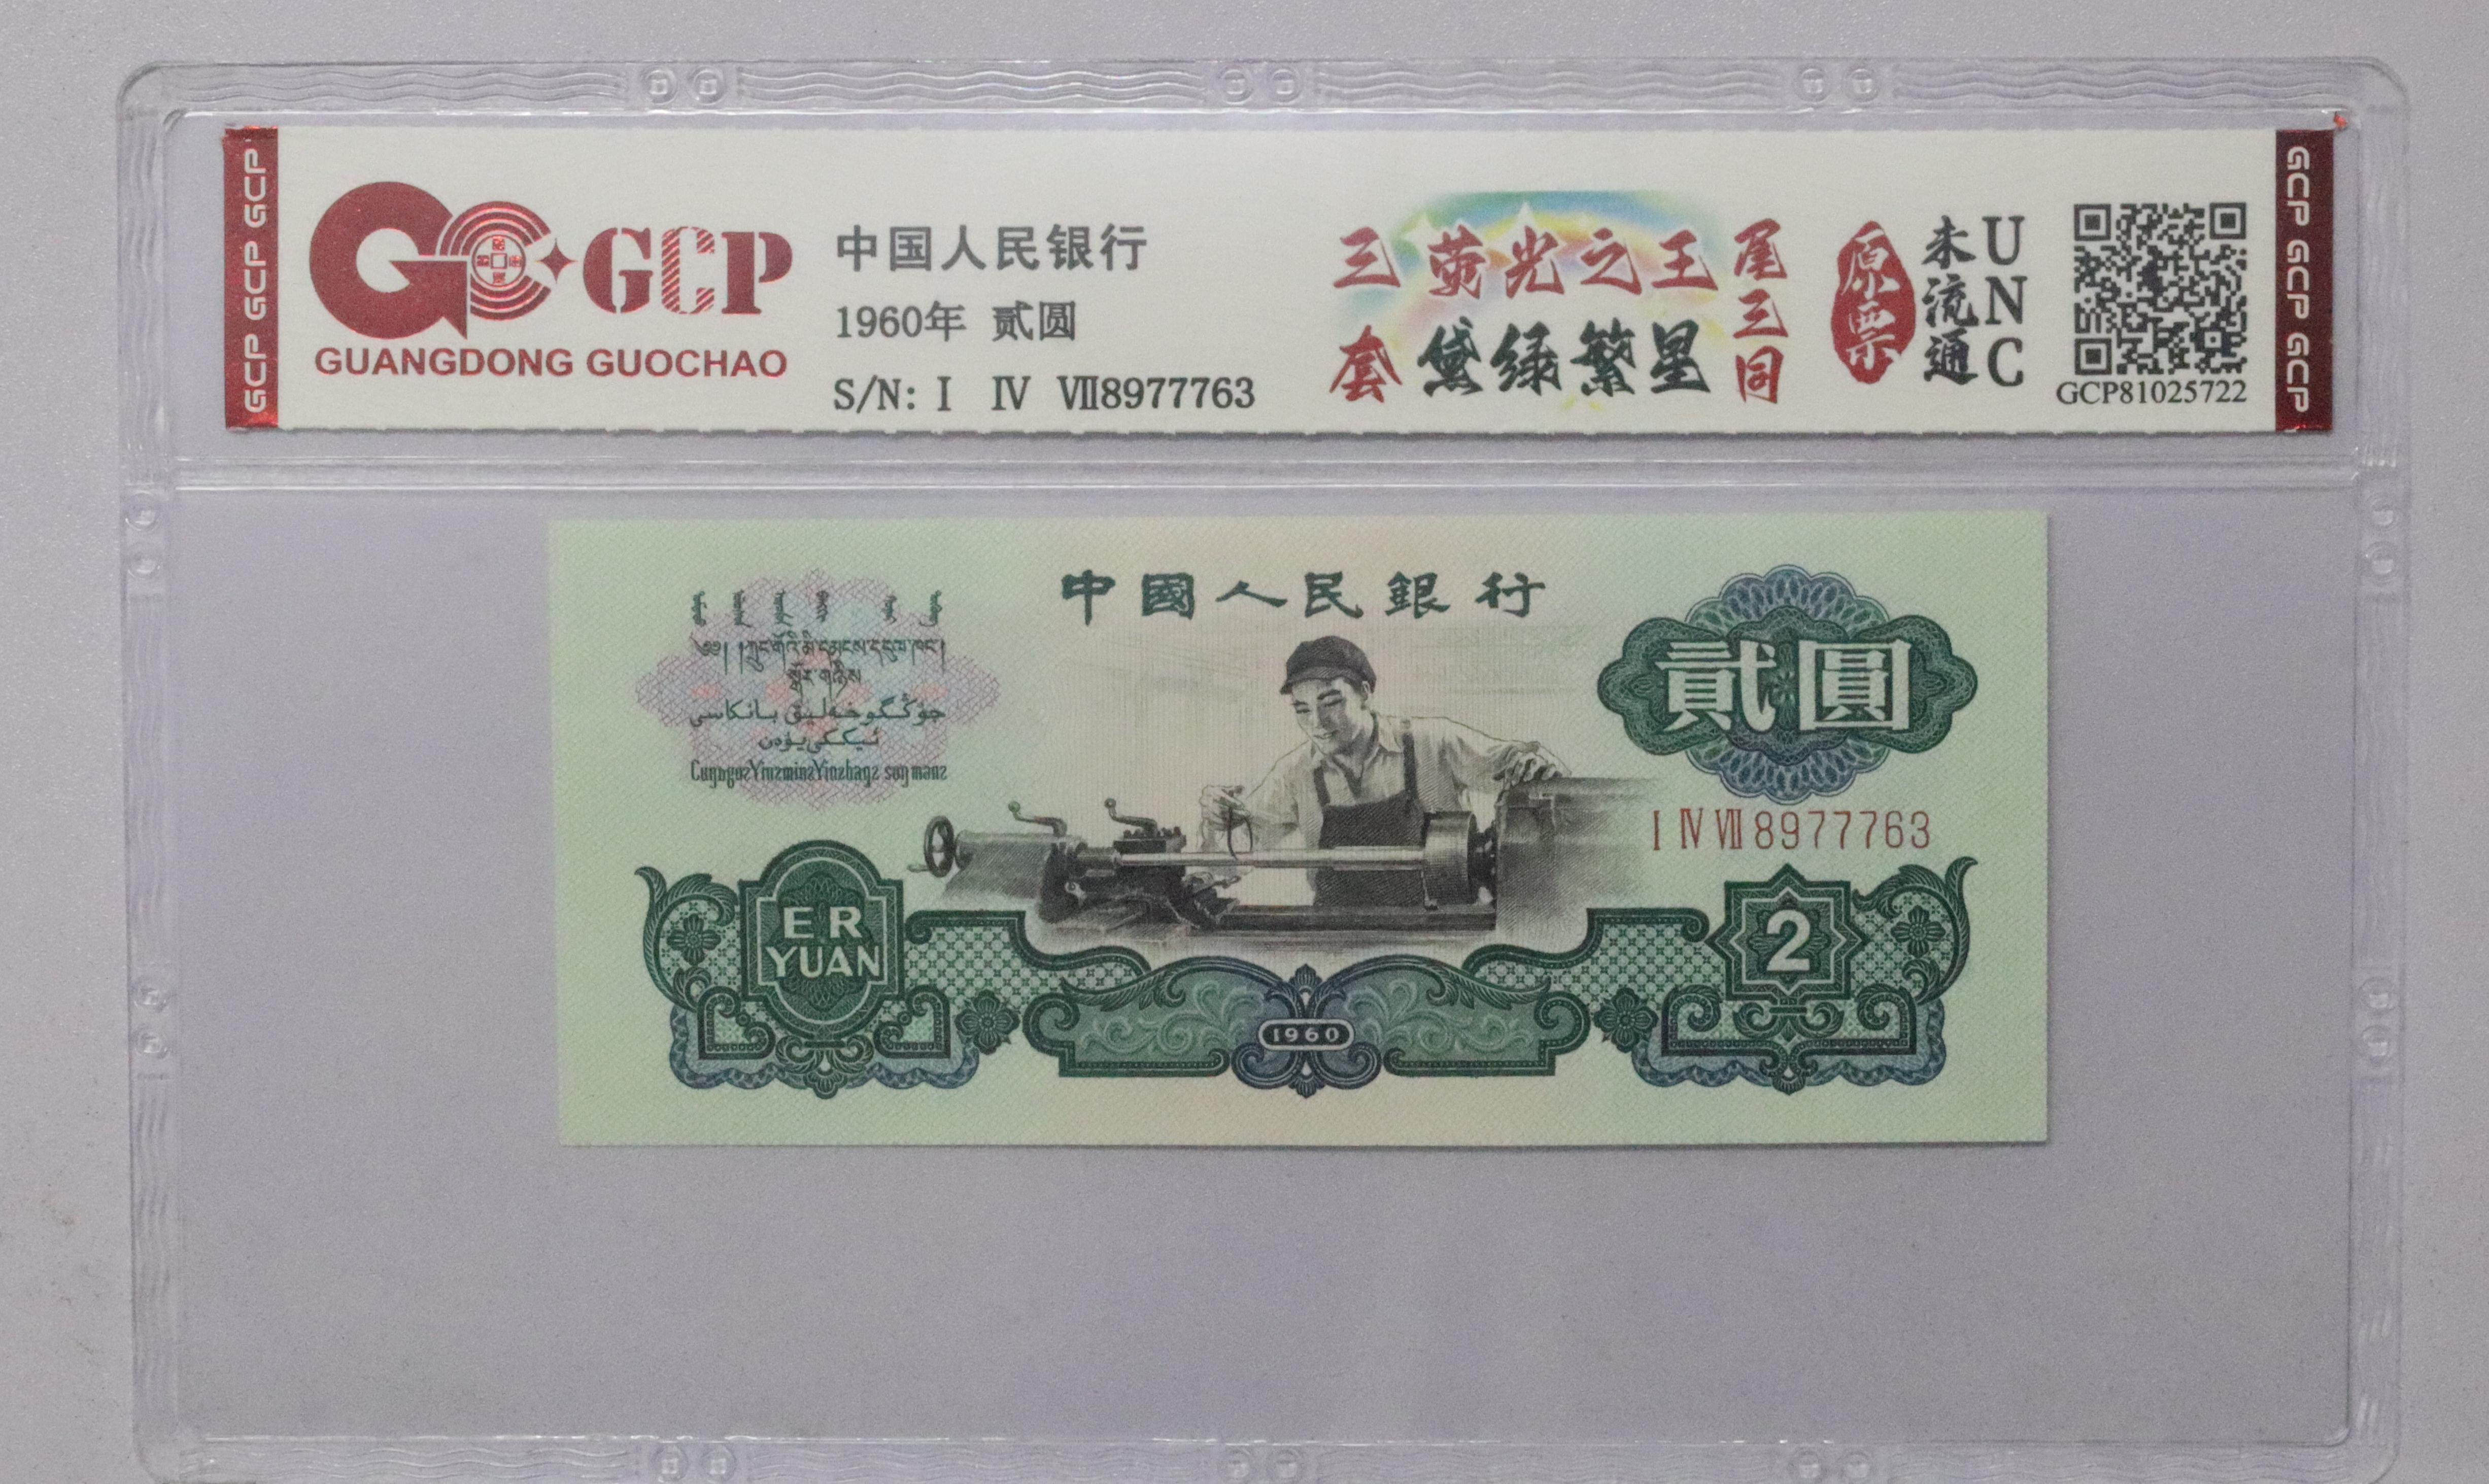 GCP GCP GCP
GCP
GUANGDONG GUOCHAO
中国人民银行
1960年 贰圆
S/N: I IV VII8977763
三套
萤光之王
黛绿繁星
尾三同
原票
未流通
UNC
GCP81025722
GCP GCP GCP
中國人民銀行
貳圓
I IV VII 8977763
ER
YUAN
1960
2